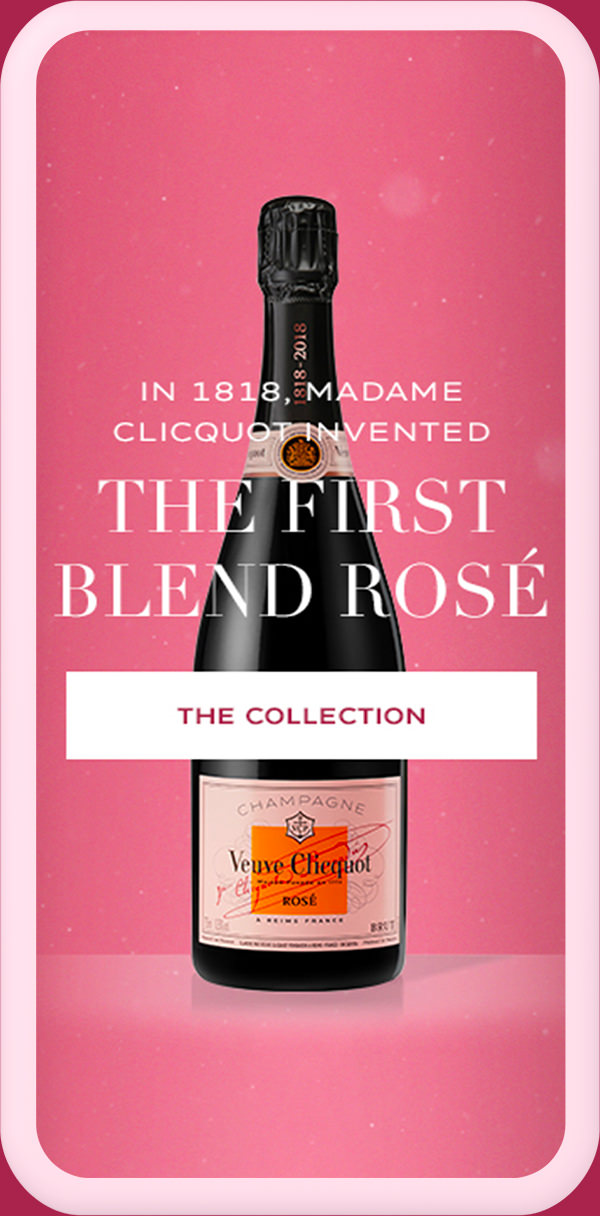 1818-2018
IN 1818, MADAME
CLICQUOT INVENTED
THE FIRST
BLEND ROSÉ
THE COLLECTION
CHAMPAGNE
VCP
Veuve Clicquot
ROSÉ
A REIMS FRANCE
BRUT